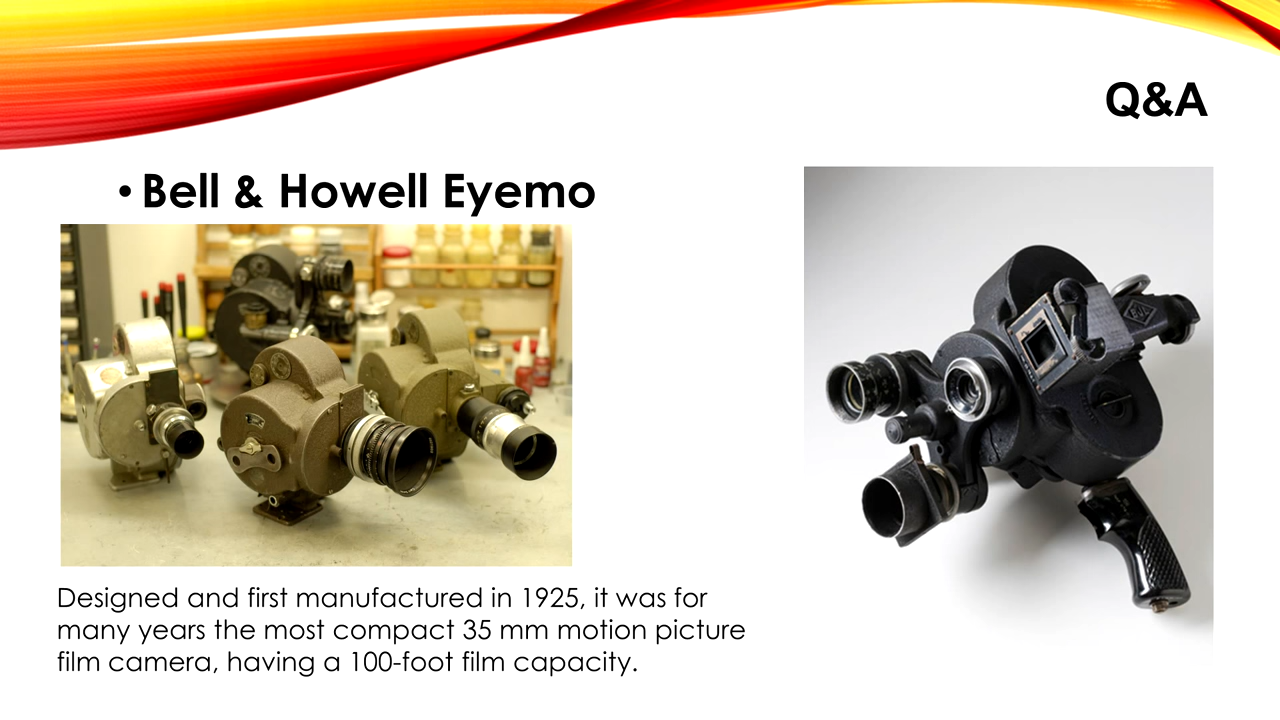 Q&A
• Bell & Howell Eyemo
Designed and first manufactured in 1925, it was for
many years the most compact 35 mm motion picture
film camera, having a 100-foot film capacity.